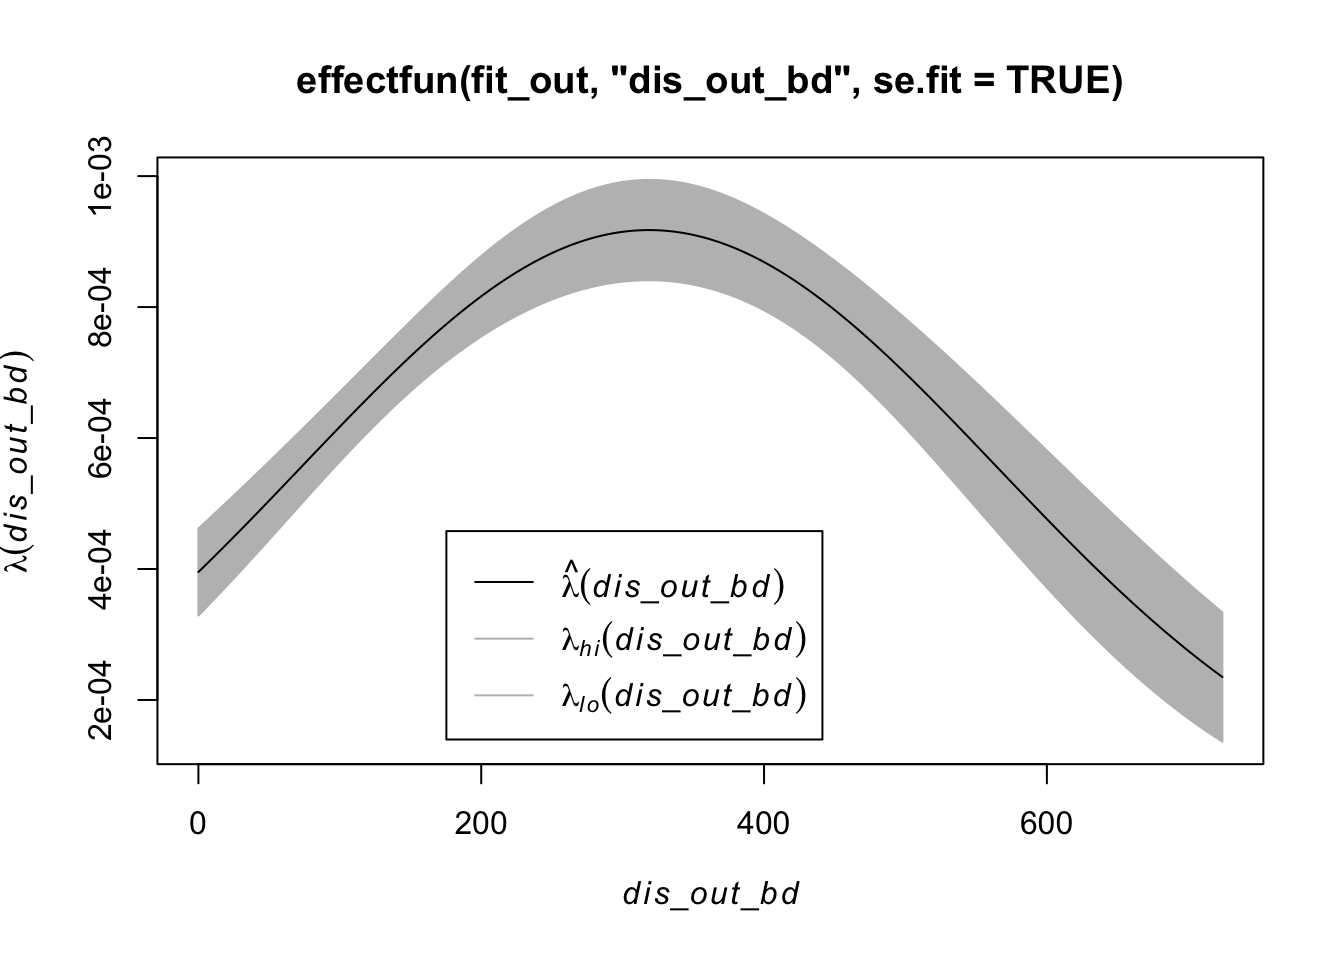 effectfun(fit_out, "dis_out_bd", se.fit = TRUE)
λ(dis_out_bd)
1e-03
8e-04
6e-04
4e-04
2e-04
λ̂(dis_out_bd)
λhi(dis_out_bd)
λlo(dis_out_bd)
0 200 400 600
dis_out_bd